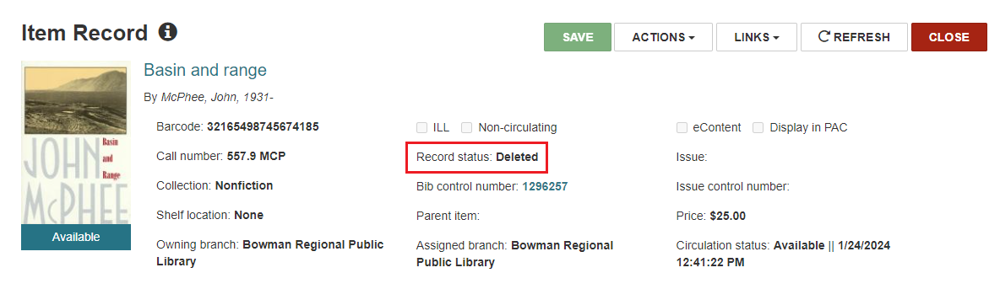 Item Record
SAVE
ACTIONS
LINKS
REFRESH
CLOSE
JOHN
Basin
and
Range
McPHEE
Available
Basin and range
By McPhee, John, 1931-
Barcode: 32165498745674185
ILL
Non-circulating
eContent
Display in PAC
Call number: 557.9 MCP
Record status: Deleted
Issue:
Collection: Nonfiction
Bib control number: 1296257
Issue control number:
Shelf location: None
Parent item:
Price: $25.00
Owning branch: Bowman Regional Public
Library
Assigned branch: Bowman Regional
Public Library
Circulation status: Available || 1/24/2024
12:41:22 PM